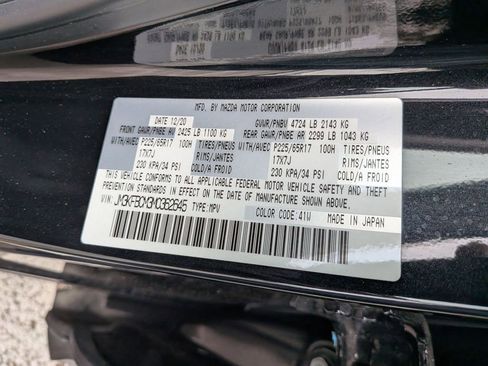 MFD. BY MAZDA MOTOR CORPORATION
DATE 12/20 GVWR/PNBV 4724 LB 2143 KG
FRONT GAWR/PNBE AV 2425 LB 1100 KG REAR GAWR/PNBE AR 2299 LB 1043 KG
WITH/AVEC P225/65R17 100H TIRES/PNEUS WITH/AVEC P225/65R17 100H TIRES/PNEUS
17X7J RIMS/JANTES 17X7J RIMS/JANTES
230 KPA/34 PSI COLD/A FROID 230 KPA/34 PSI COLD/A FROID
THIS VEHICLE CONFORMS TO ALL APPLICABLE FEDERAL MOTOR VEHICLE SAFETY AND
THEFT PREVENTION STANDARDS IN EFFECT ON THE DATE OF MANUFACTURE SHOWN ABOVE.
VIN: JM3KFBCM3M0362645 TYPE: MPV COLOR CODE: 41W MADE IN JAPAN